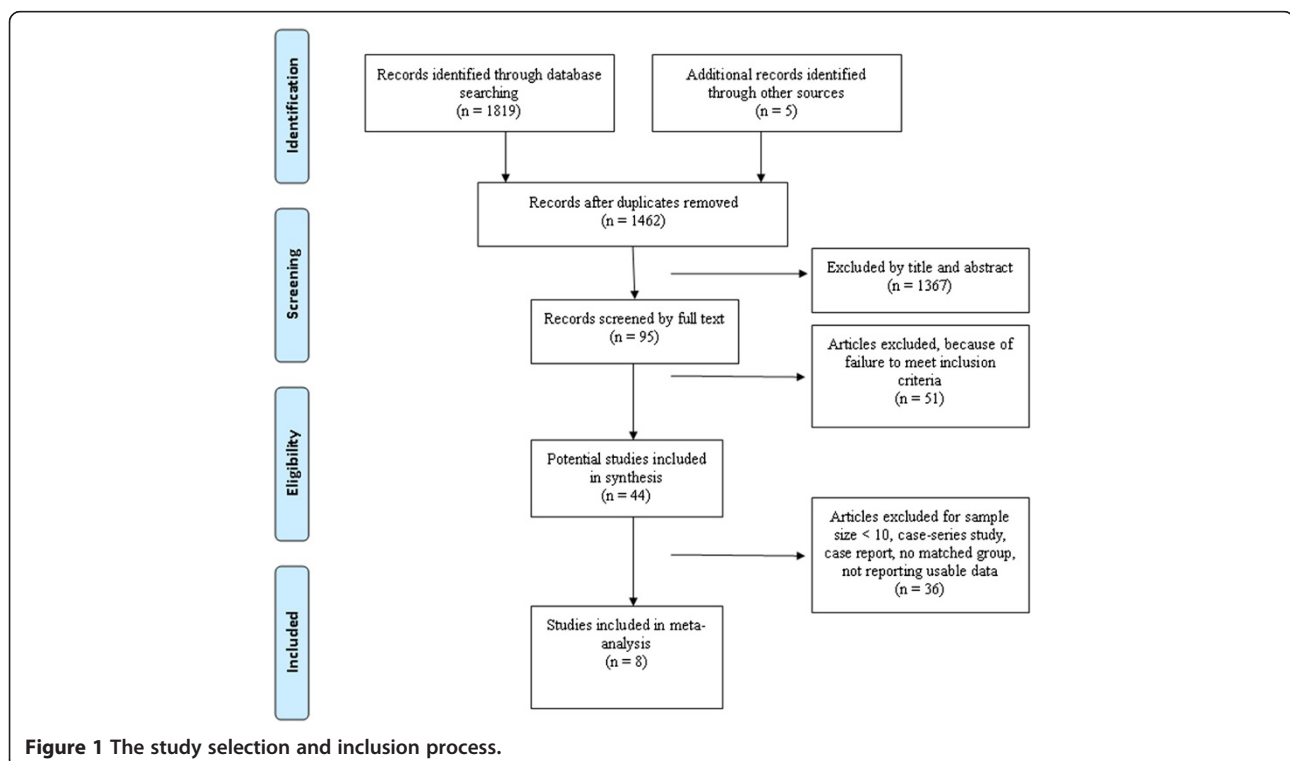 Identification
Records identified through database
searching
(n = 1819)
Additional records identified
through other sources
(n = 5)
Records after duplicates removed
(n = 1462)
Screening
Excluded by title and abstract
(n = 1367)
Records screened by full text
(n = 95)
Articles excluded, because of
failure to meet inclusion
criteria
(n = 51)
Eligibility
Potential studies included
in synthesis
(n = 44)
Articles excluded for sample
size < 10, case-series study,
case report, no matched group,
not reporting usable data
(n = 36)
Included
Studies included in meta-
analysis
(n = 8)
Figure 1 The study selection and inclusion process.